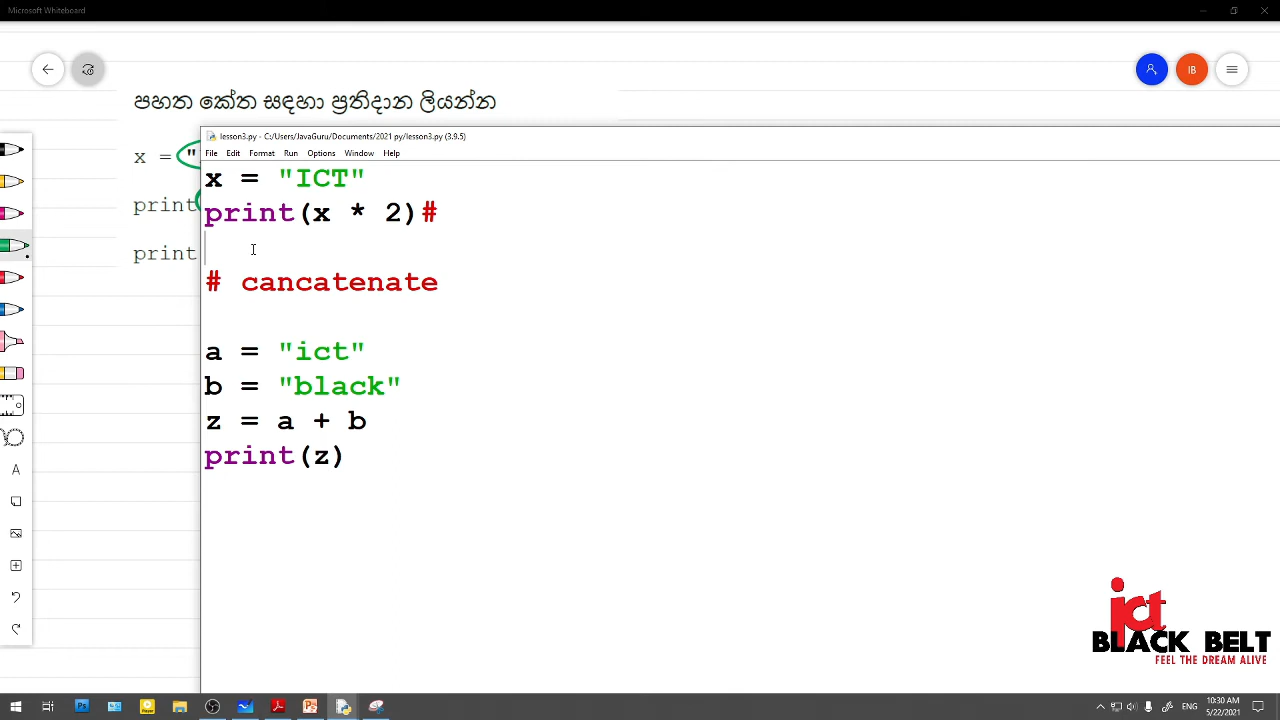 Microsoft Whiteboard
IB
පහත කේත සඳහා ප්‍රතිදාන ලියන්න
x = "
print
print
lesson3.py - C:/Users/JavaGuru/Documents/2021 py/lesson3.py (3.9.5)
File Edit Format Run Options Window Help
x = "ICT"
print(x * 2)#
# cancatenate
a = "ict"
b = "black"
z = a + b
print(z)
A
ict
BLACK BELT
FEEL THE DREAM ALIVE
ENG
10:30 AM
5/22/2021